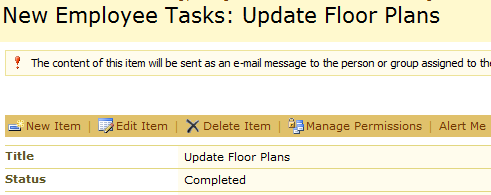 New Employee Tasks: Update Floor Plans
The content of this item will be sent as an e-mail message to the person or group assigned to the
New Item | Edit Item | Delete Item | Manage Permissions | Alert Me
Title Update Floor Plans
Status Completed